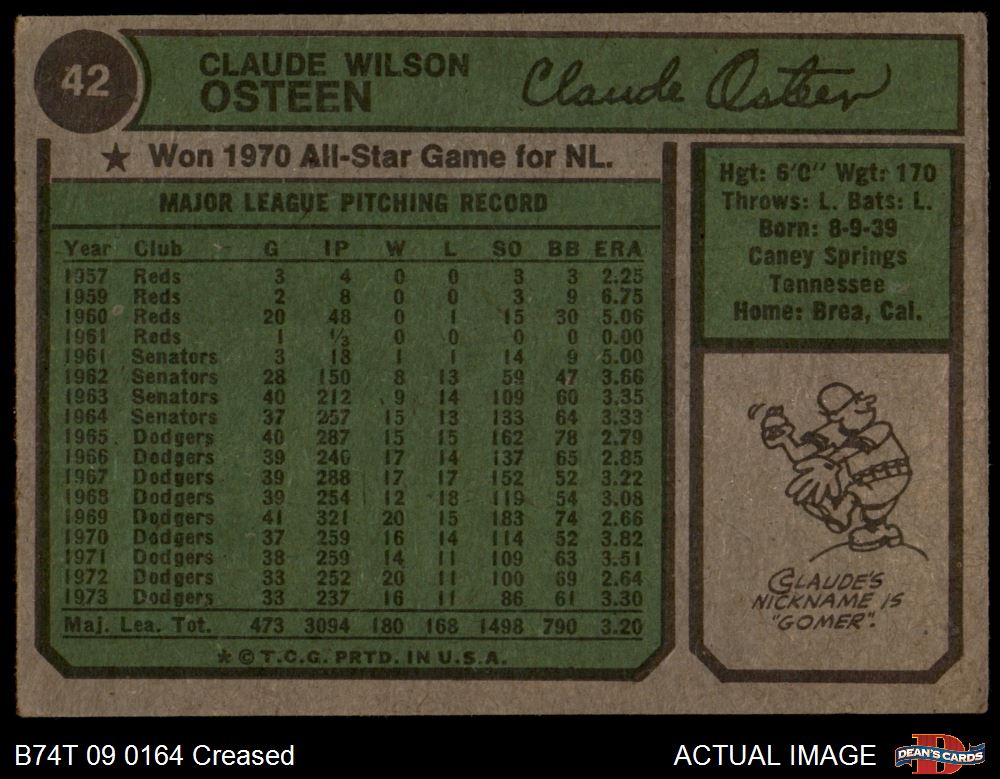 42
CLAUDE WILSON
OSTEEN
Claude Osteen
★ Won 1970 All-Star Game for NL.
MAJOR LEAGUE PITCHING RECORD
Year Club G IP W L SO BB ERA
1957 Reds 3 4 0 0 3 3 2.25
1959 Reds 2 8 0 0 3 9 6.75
1960 Reds 20 48 0 1 15 30 5.06
1961 Reds 1 ⅓ 0 0 0 0 0.00
1961 Senators 3 18 1 1 14 9 5.00
1962 Senators 28 150 8 13 59 47 3.66
1963 Senators 40 212 9 14 109 60 3.35
1964 Senators 37 257 15 13 133 64 3.33
1965 Dodgers 40 287 15 15 162 78 2.79
1966 Dodgers 39 240 17 14 137 65 2.85
1967 Dodgers 39 288 17 17 152 52 3.22
1968 Dodgers 39 254 12 18 119 54 3.08
1969 Dodgers 41 321 20 15 183 74 2.66
1970 Dodgers 37 259 16 14 114 52 3.82
1971 Dodgers 38 259 14 11 109 63 3.51
1972 Dodgers 33 252 20 11 100 69 2.64
1973 Dodgers 33 237 16 11 86 61 3.30
Maj. Lea. Tot. 473 3094 180 168 1498 790 3.20
★ © T.C.G. PRTD. IN U.S.A.
Hgt: 6'0" Wgt: 170
Throws: L. Bats: L.
Born: 8-9-39
Caney Springs
Tennessee
Home: Brea, Cal.
CLAUDE'S
NICKNAME IS
"GOMER".
B74T 09 0164 Creased
ACTUAL IMAGE
DEAN'S CARDS